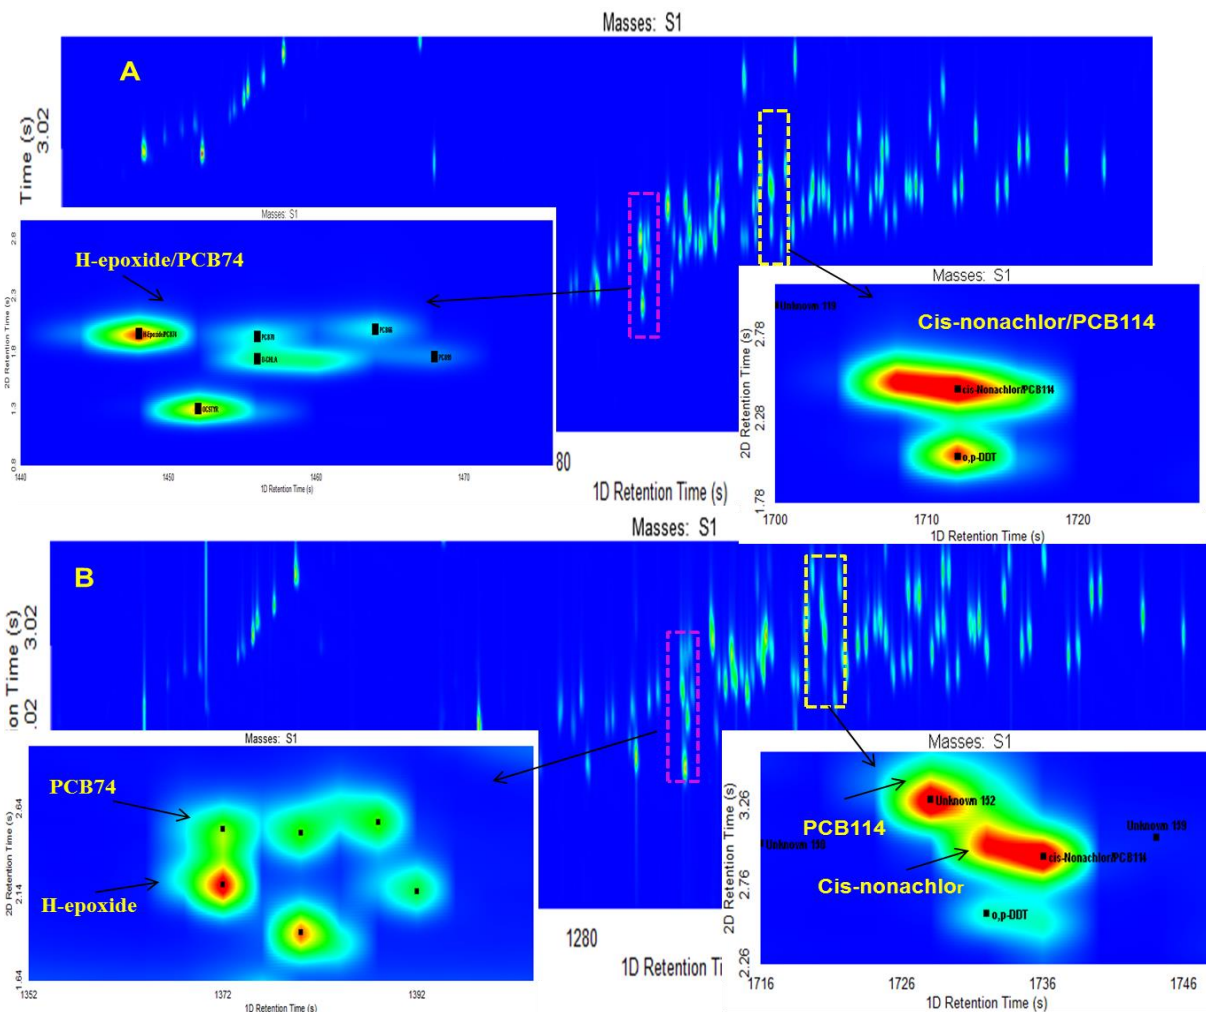 Masses: S1
A
Time (s)
3.02
Masses: S1
H-epoxide/PCB74
2D Retention Time (s)
2.8
2.3
1.8
1.3
0.8
1440
1450
1460
1470
1D Retention Time (s)
80
1D Retention Time (s)
Masses: S1
Unknown
Cis-nonachlor/PCB114
cis-Nonachlor/PCB114
o,p-DDT
2D Retention Time (s)
2.78
2.28
1.78
1700
1710
1720
1D Retention Time (s)
Masses: S1
B
ion Time (s)
3.02
.02
Masses: S1
PCB74
H-epoxide
2D Retention Time (s)
2.64
2.14
1.64
1352
1372
1392
1D Retention Time (s)
1280
1D Retention Ti
Masses: S1
PCB114
Unknown 192
Unknown 199
cis-Nonachlor/PCB114
Cis-nonachlor
o,p-DDT
2D Retention Time (s)
3.26
2.76
2.26
1716
1726
1736
1746
1D Retention Time (s)